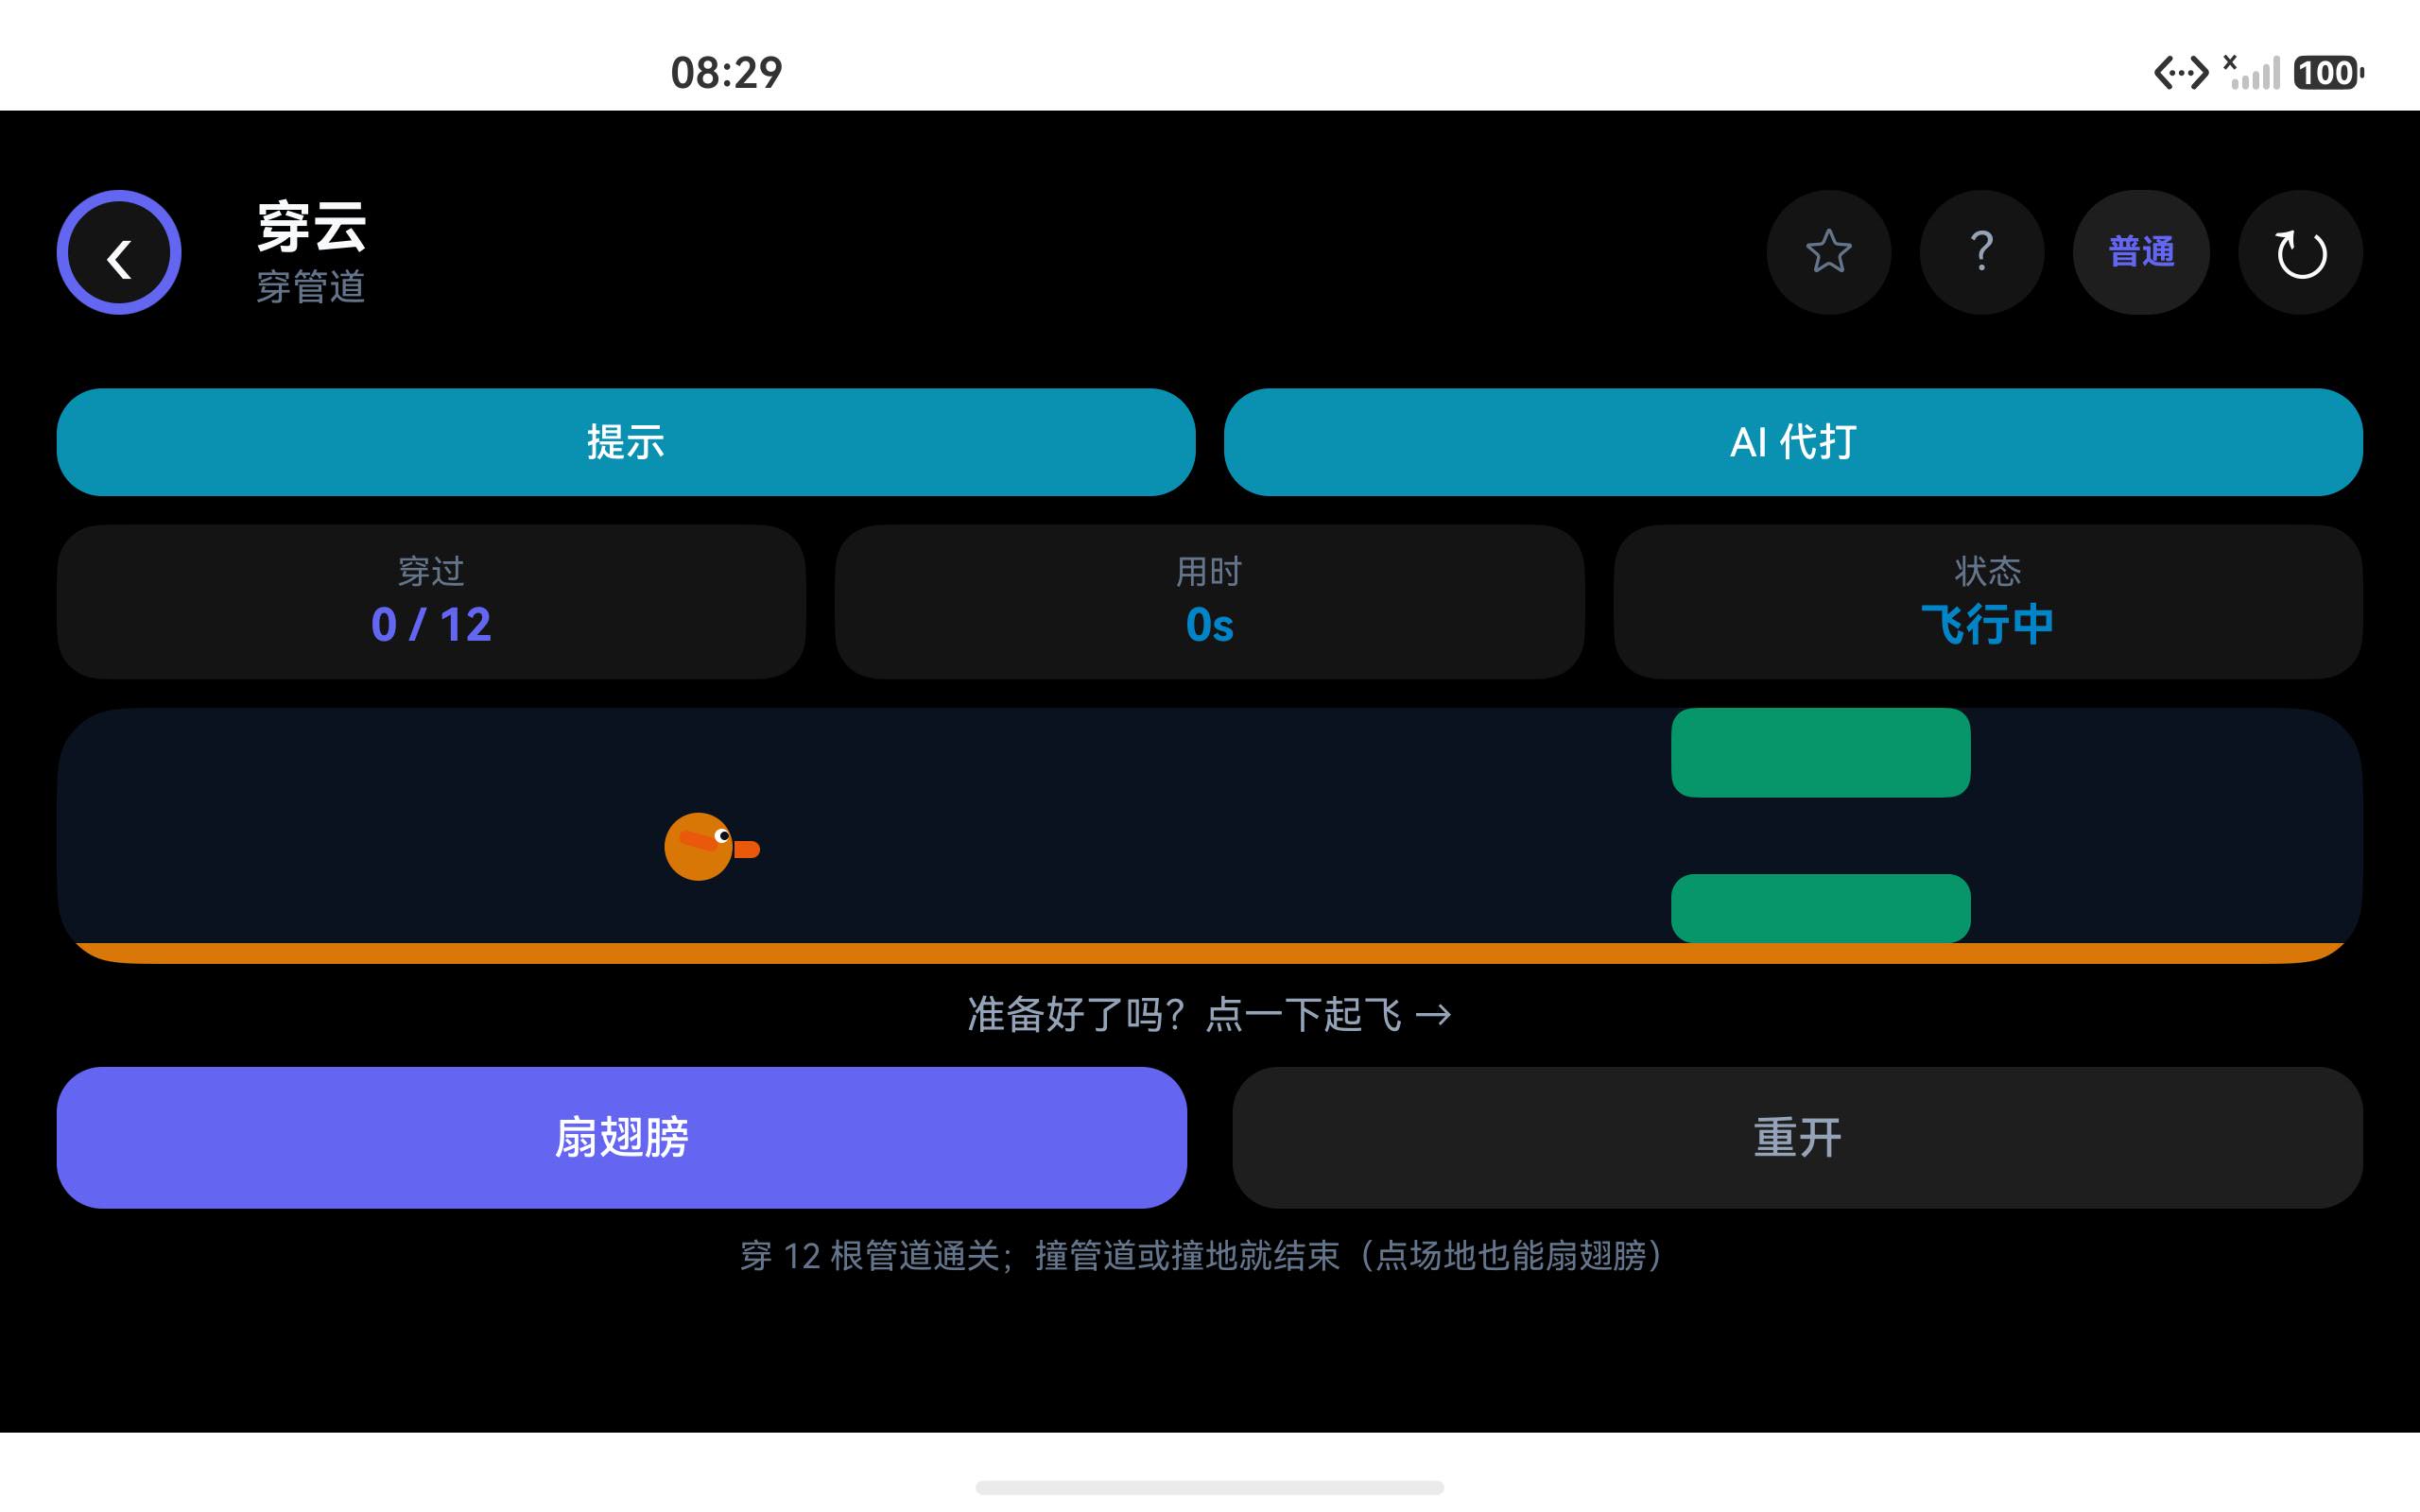 08:29
100
穿云
穿管道
?
普通
提示
AI 代打
穿过
0 / 12
用时
0s
状态
飞行中
准备好了吗？点一下起飞 →
扇翅膀
重开
穿 12 根管道通关；撞管道或撞地就结束（点场地也能扇翅膀）